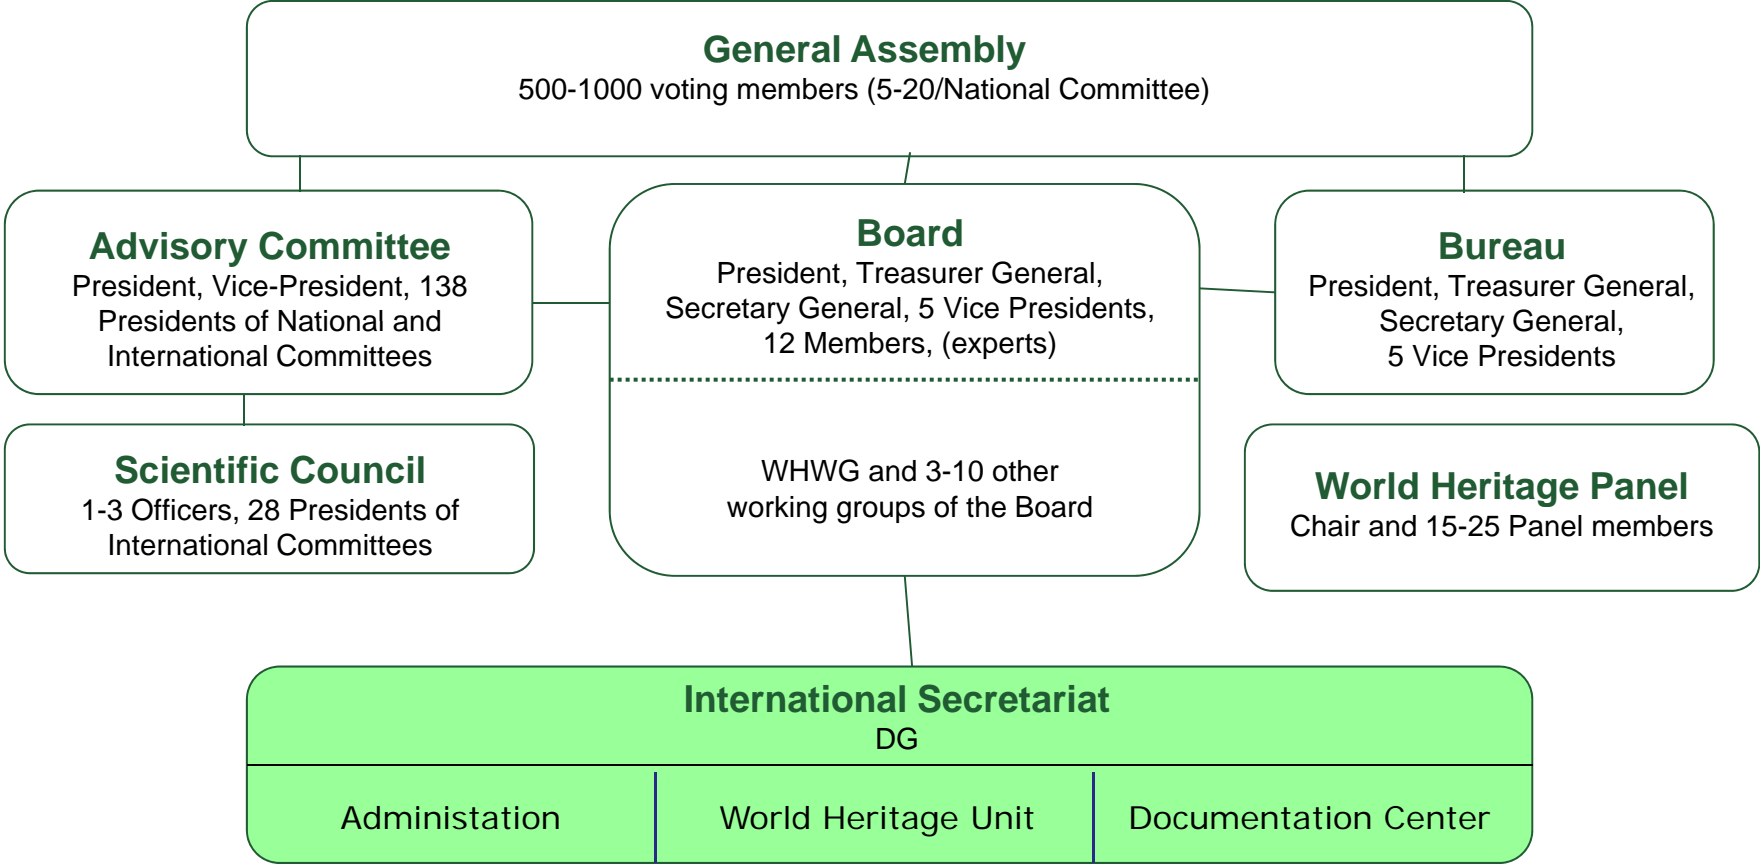 General Assembly
500-1000 voting members (5-20/National Committee)
Advisory Committee
President, Vice-President, 138
Presidents of National and
International Committees
Board
President, Treasurer General,
Secretary General, 5 Vice Presidents,
12 Members, (experts)
WHWG and 3-10 other
working groups of the Board
Bureau
President, Treasurer General,
Secretary General,
5 Vice Presidents
Scientific Council
1-3 Officers, 28 Presidents of
International Committees
World Heritage Panel
Chair and 15-25 Panel members
International Secretariat
DG
Administation
World Heritage Unit
Documentation Center